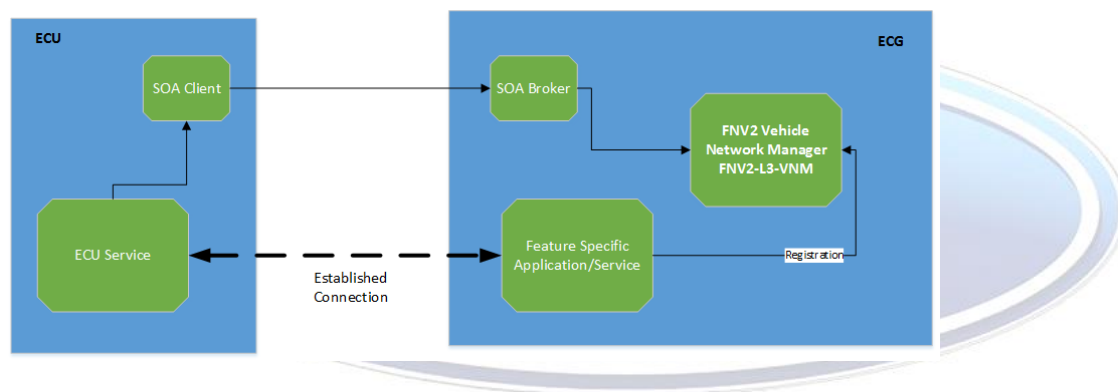 ECU
ECG
SOA Client
SOA Broker
FNV2 Vehicle
Network Manager
FNV2-L3-VNM
ECU Service
Feature Specific
Application/Service
Registration
Established
Connection